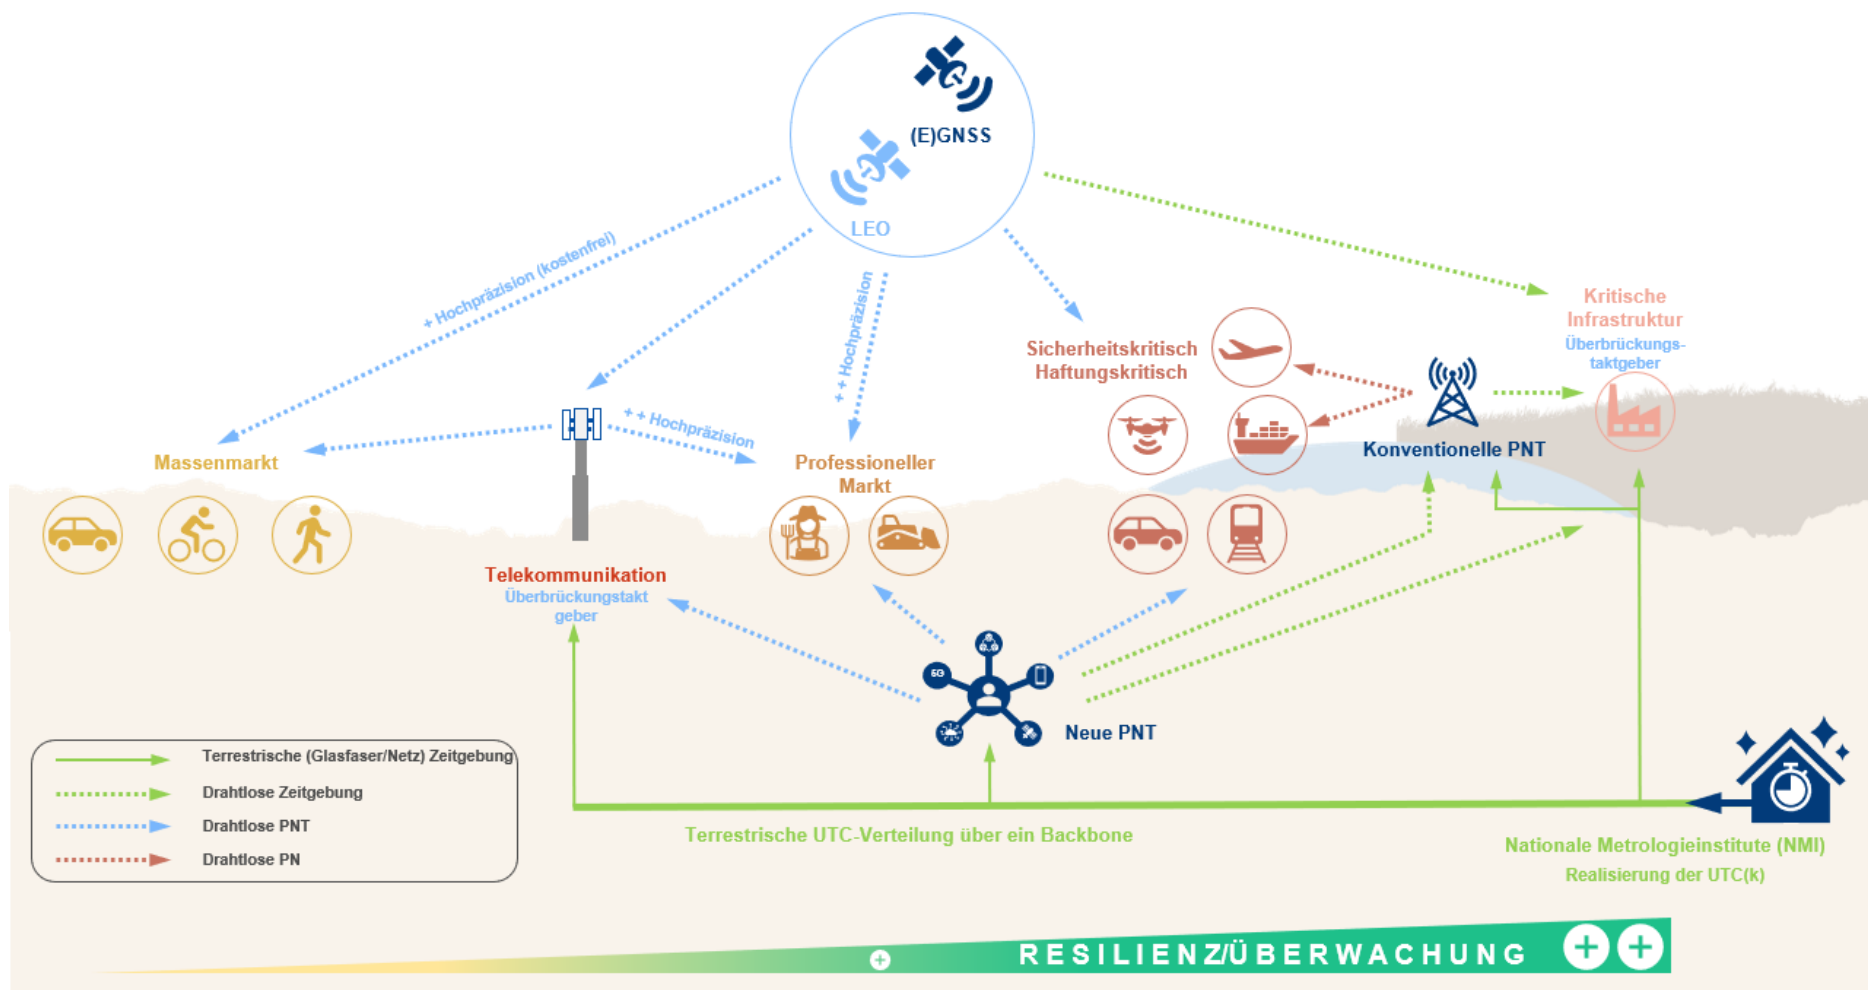 (E)GNSS
LEO
+ Hochpräzision (kostenfrei)
+ + Hochpräzision
+ + Hochpräzision
Kritische
Infrastruktur
Überbrückungs-
taktgeber
Sicherheitskritisch
Haftungskritisch
Konventionelle PNT
Massenmarkt
Professioneller
Markt
Telekommunikation
Überbrückungstakt
geber
5G
Neue PNT
Terrestrische (Glasfaser/Netz) Zeitgebung
Drahtlose Zeitgebung
Drahtlose PNT
Drahtlose PN
Terrestrische UTC-Verteilung über ein Backbone
Nationale Metrologieinstitute (NMI)
Realisierung der UTC(k)
RESILIENZ/ÜBERWACHUNG